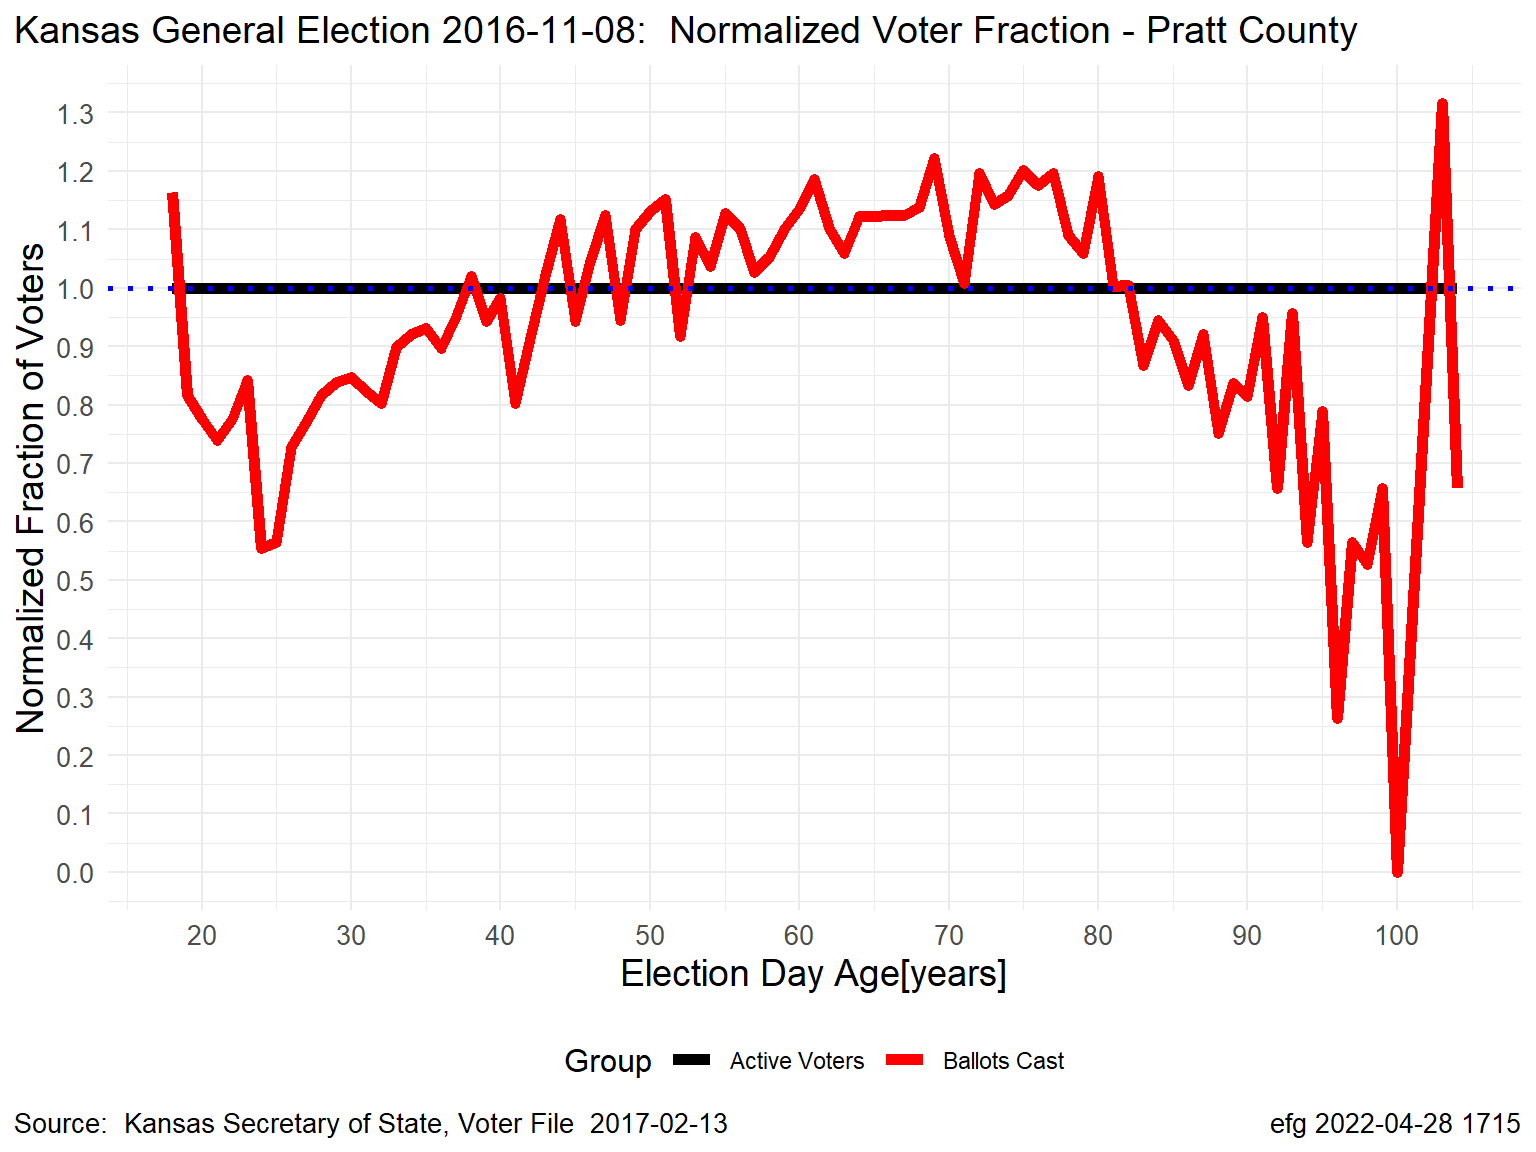 Kansas General Election 2016-11-08:  Normalized Voter Fraction - Pratt County
Normalized Fraction of Voters
1.3
1.2
1.1
1.0
0.9
0.8
0.7
0.6
0.5
0.4
0.3
0.2
0.1
0.0
20 30 40 50 60 70 80 90 100
Election Day Age[years]
Group Active Voters Ballots Cast
Source:  Kansas Secretary of State, Voter File  2017-02-13 efg 2022-04-28 1715